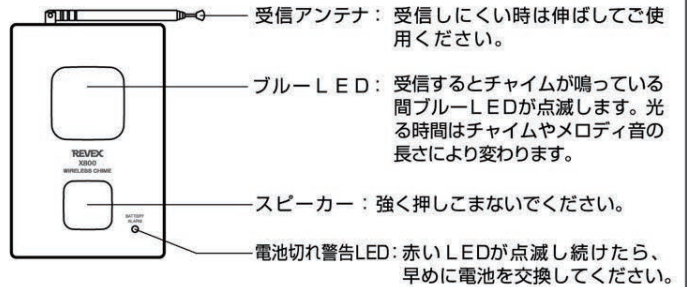 受信アンテナ： 受信しにくい時は伸ばしてご使
用ください。
ブルーＬＥＤ： 受信するとチャイムが鳴っている
間ブルーＬＥＤが点滅します。光
る時間はチャイムやメロディ音の
長さにより変わります。
REVEX
X800
WIRELESS CHIME
スピーカー：強く押しこまないでください。
BATTERY
ALARM
電池切れ警告LED：赤いＬＥＤが点滅し続けたら、
早めに電池を交換してください。